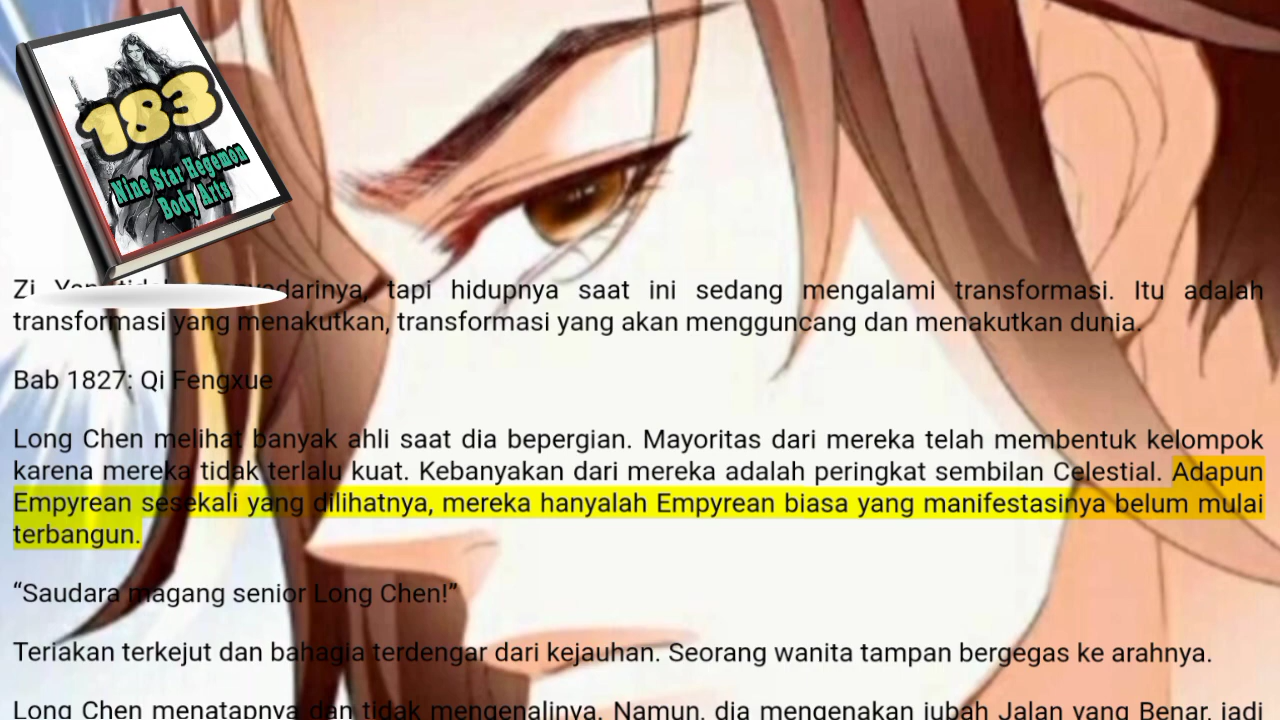 183
Nine Star Hegemon
Body Arts
Zi Yan tidak menyadarinya, tapi hidupnya saat ini sedang mengalami transformasi. Itu adalah
transformasi yang menakutkan, transformasi yang akan mengguncang dan menakutkan dunia.
Bab 1827: Qi Fengxue
Long Chen melihat banyak ahli saat dia bepergian. Mayoritas dari mereka telah membentuk kelompok
karena mereka tidak terlalu kuat. Kebanyakan dari mereka adalah peringkat sembilan Celestial. Adapun
Empyrean sesekali yang dilihatnya, mereka hanyalah Empyrean biasa yang manifestasinya belum mulai
terbangun.
“Saudara magang senior Long Chen!”
Teriakan terkejut dan bahagia terdengar dari kejauhan. Seorang wanita tampan bergegas ke arahnya.
Long Chen menatapnya dan tidak mengenalinya. Namun, dia mengenakan jubah Jalan yang Benar, jadi